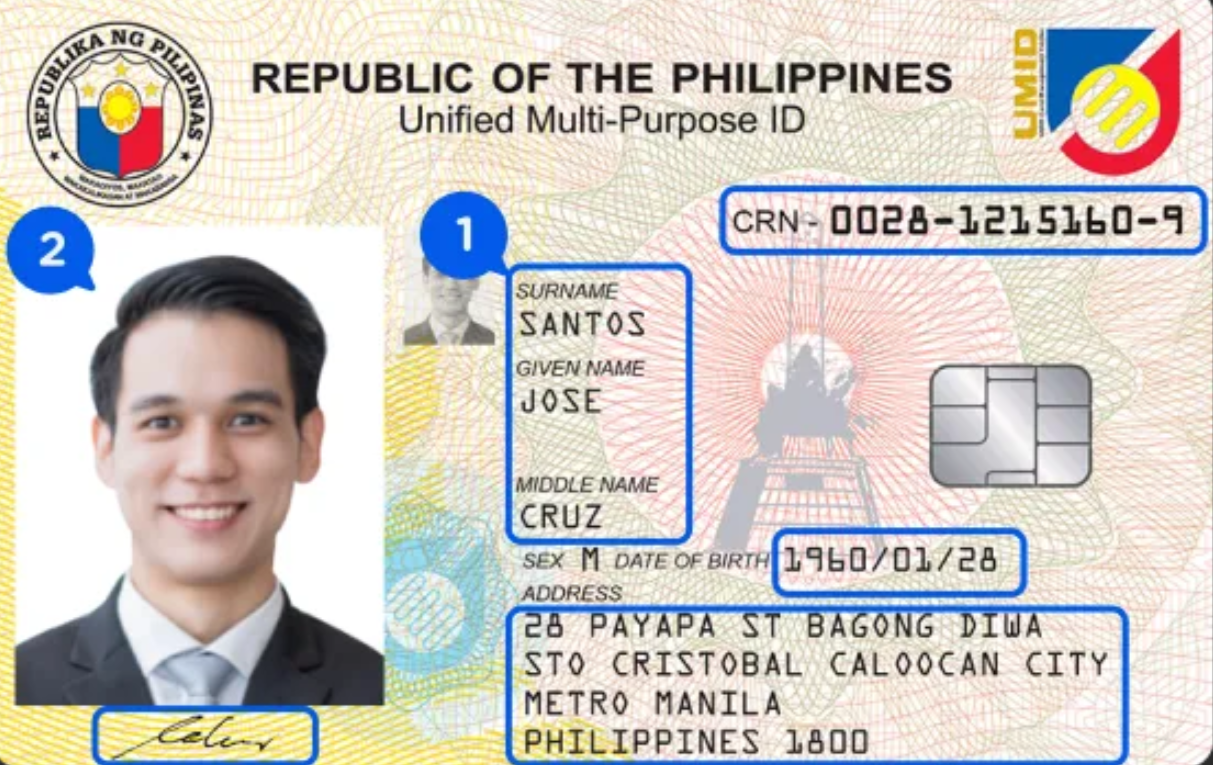 REPUBLIKA NG PILIPINAS
REPUBLIC OF THE PHILIPPINES
Unified Multi-Purpose ID
UMID
CRN - 0028-1215160-9
2
1
SURNAME
SANTOS
GIVEN NAME
JOSE
MIDDLE NAME
CRUZ
SEX M DATE OF BIRTH 1960/01/28
ADDRESS
28 PAYAPA ST BAGONG DIWA
STO CRISTOBAL CALOOCAN CITY
METRO MANILA
PHILIPPINES 1800